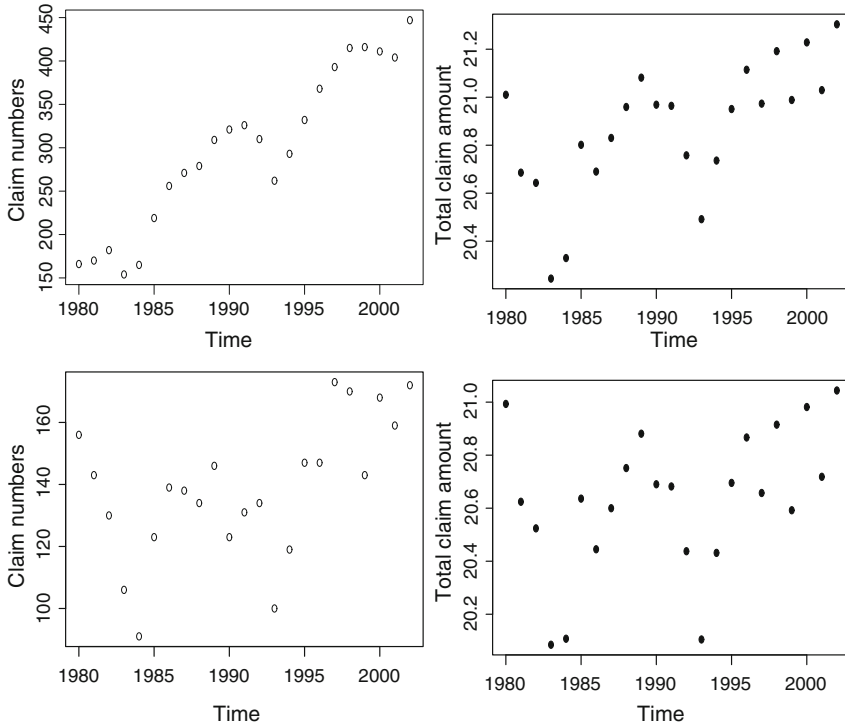 Claim numbers
150 200 250 300 350 400 450
1980 1985 1990 1995 2000
Time
Total claim amount
20.4 20.6 20.8 21.0 21.2
1980 1985 1990 1995 2000
Time
Claim numbers
100 120 140 160
1980 1985 1990 1995 2000
Time
Total claim amount
20.2 20.4 20.6 20.8 21.0
1980 1985 1990 1995 2000
Time